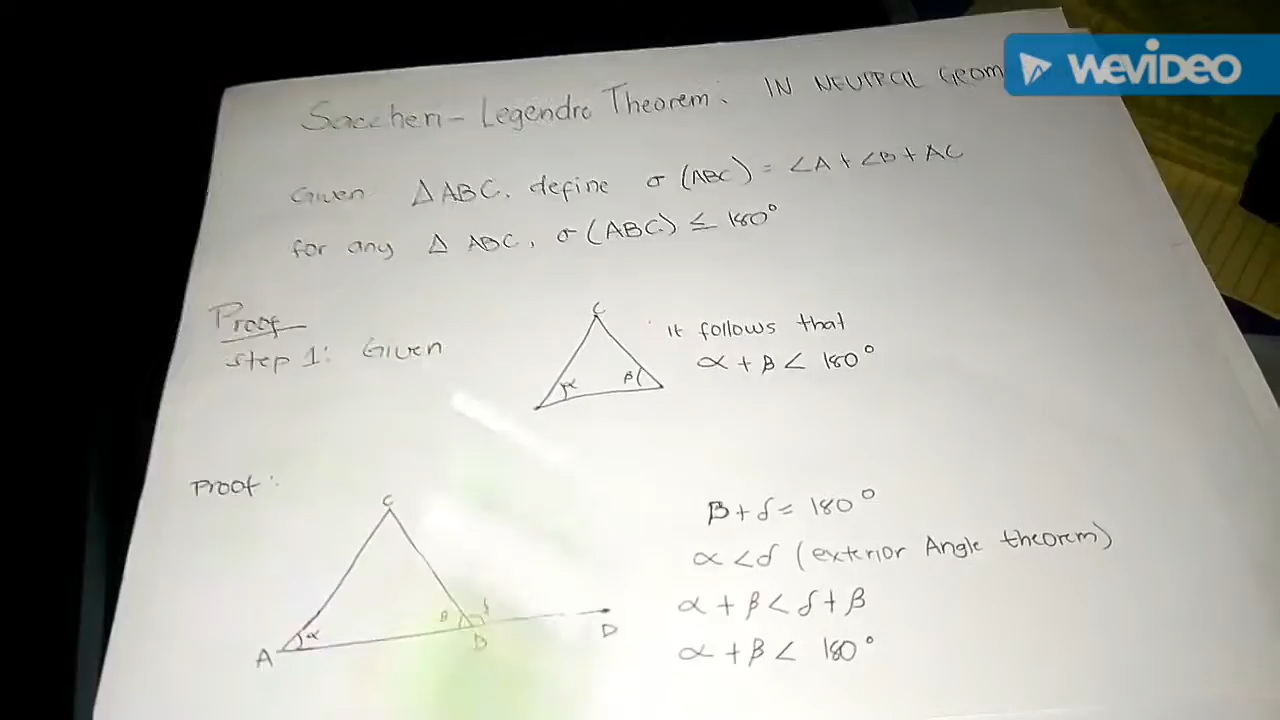 Saccheri - Legendre Theorem: IN NEUTRAL GEOM
WeVideo
Given △ABC, define σ(ABC) = ∠A + ∠B + AC
for any △ ABC, σ(ABC) ≤ 180°
Proof
Step 1: Given
C
α
β
It follows that
α + β < 180°
Proof:
C
A
α
β
δ
B
D
β + δ = 180°
α < δ (exterior Angle theorem)
α + β < δ + β
α + β < 180°